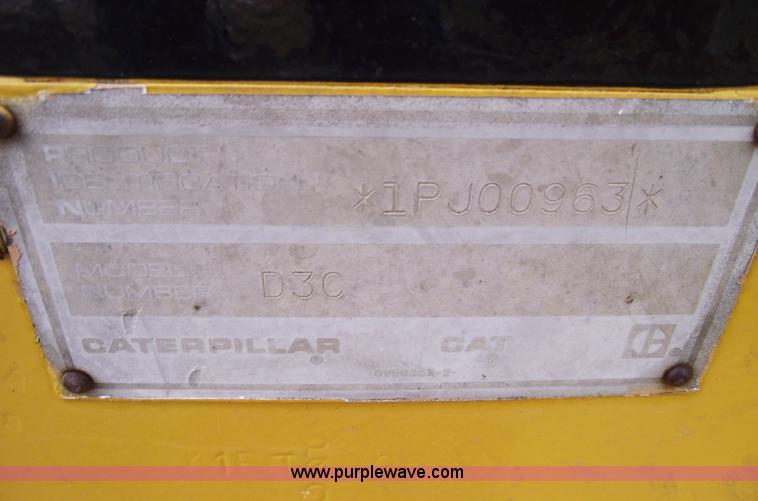 PRODUCT
IDENTIFICATION
NUMBER *1PJ00963*
MODEL
NUMBER D3C
CATERPILLAR® CAT® ®
www.purplewave.com